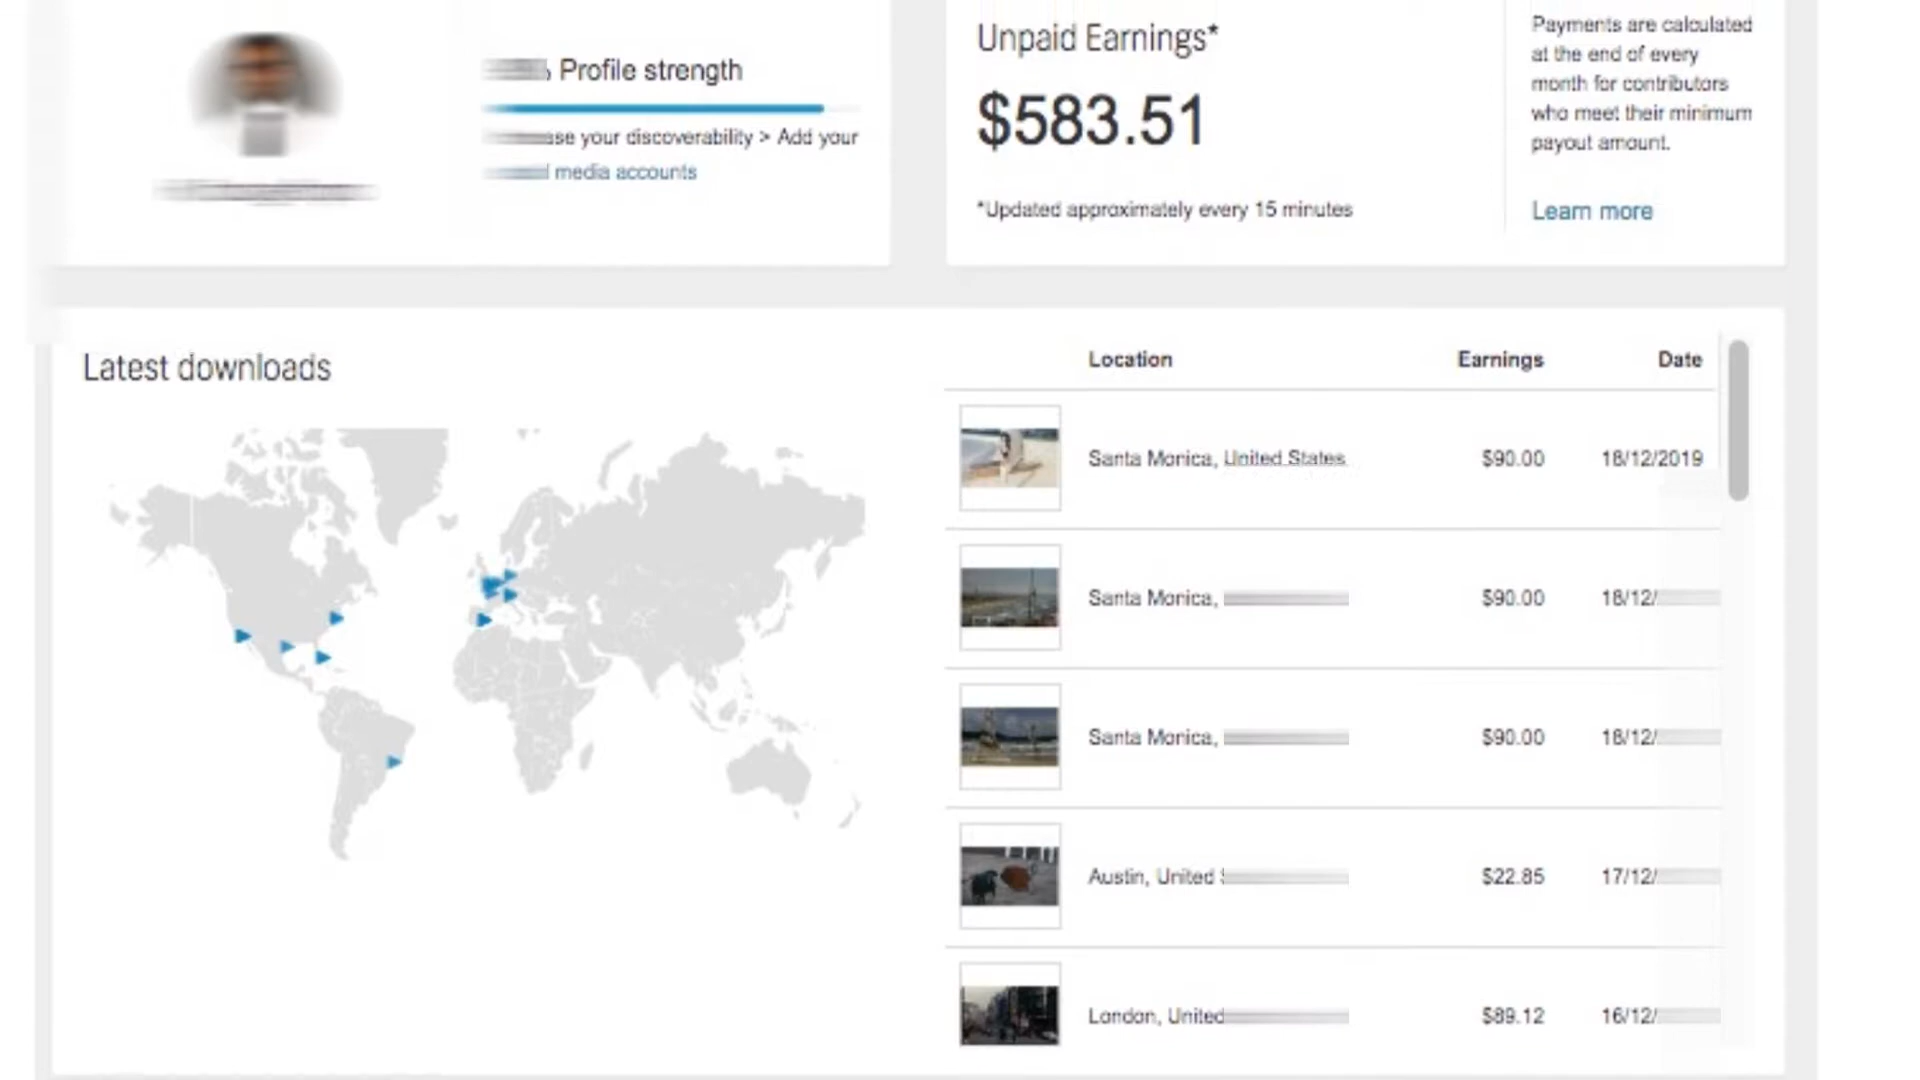 Profile strength
ase your discoverability > Add your
media accounts
Unpaid Earnings*
$583.51
*Updated approximately every 15 minutes
Payments are calculated
at the end of every
month for contributors
who meet their minimum
payout amount.
Learn more
Latest downloads
Location Earnings Date
Santa Monica, United States $90.00 18/12/2019
Santa Monica, $90.00 18/12/
Santa Monica, $90.00 18/12/
Austin, United $22.85 17/12/
London, United $89.12 16/12/